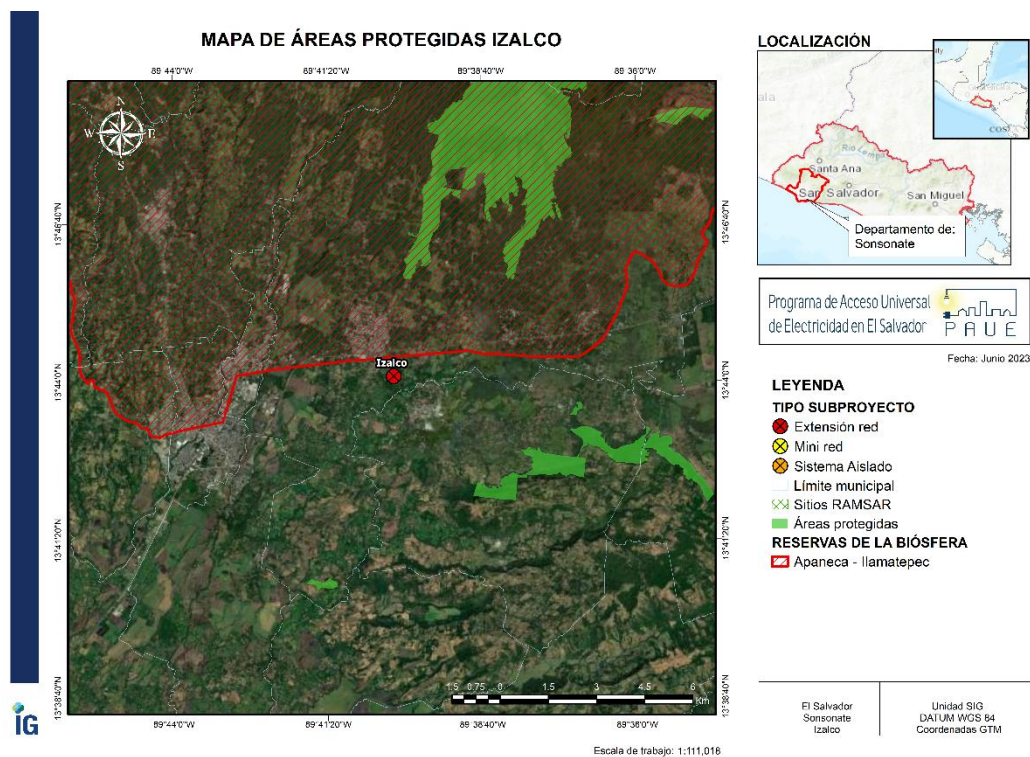 MAPA DE ÁREAS PROTEGIDAS IZALCO
89°44'0"O 89°41'20"O 89°38'40"O 89°36'0"O
N
W E
S
13°46'40"N
13°44'0"N
13°41'20"N
13°38'40"N
Izalco
1.5 0.75 0 1.5 3 4.5 6
Km
13°46'40"N
13°44'0"N
13°41'20"N
13°38'40"N
89°44'0"O 89°41'20"O 89°38'40"O 89°36'0"O
Escala de trabajo: 1:111,016
IG
LOCALIZACIÓN
Rio Lempa
Santa Ana
San Salvador
San Miguel
Departamento de:
Sonsonate
Programa de Acceso Universal
de Electricidad en El Salvador
PAUE
Fecha: Junio 2023
LEYENDA
TIPO SUBPROYECTO
Extensión red
Mini red
Sistema Aislado
Límite municipal
Sitios RAMSAR
Áreas protegidas
RESERVAS DE LA BIÓSFERA
Apaneca - Ilamatepec
El Salvador
Sonsonate
Izalco
Unidad SIG
DATUM WGS 84
Coordenadas GTM